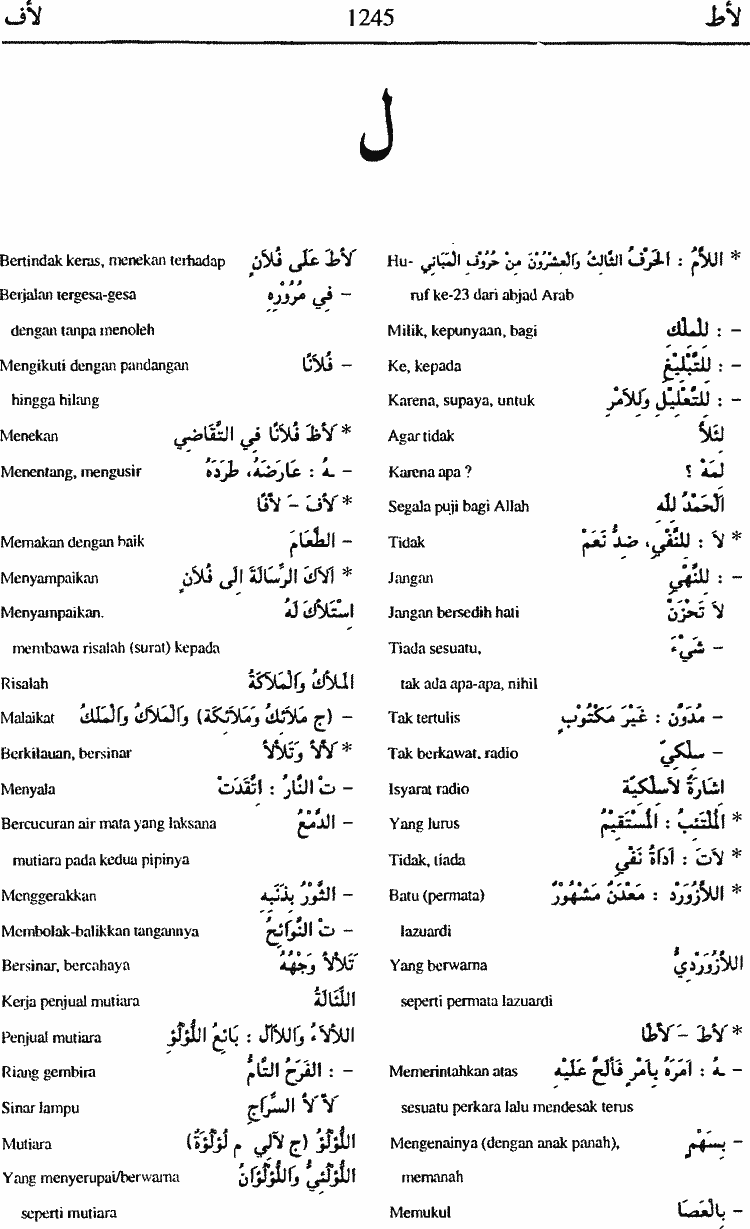 لأط 1245 لأف
ل
* اللاَّمُ : الحَرْفُ الثَّالِثُ وَالْعِشْرُوْنَ مِنْ حُرُوْفِ الْمَبَانِي Hu-
ruf ke-23 dari abjad Arab
- : لِلْمِلْكِ Milik, kepunyaan, bagi
- : لِلتَّبْلِيْغِ Ke, kepada
- : لِلتَّعْلِيْلِ وَلِلأَمْرِ Karena, supaya, untuk
لِئَلاَّ Agar tidak
لِمَهْ ؟ Karena apa ?
اَلْحَمْدُ لله Segala puji bagi Allah
* لاَ : لِلنَّفْيِ، ضِدُّ نَعَمْ Tidak
- : لِلنَّهْيِ Jangan
لاَ تَحْزَنْ Jangan bersedih hati
- شَيْءَ Tiada sesuatu,
tak ada apa-apa, nihil
- مُدَوَّن : غَيْرُ مَكْتُوْبٍ Tak tertulis
- سِلْكِيّ Tak berkawat, radio
اِشَارَةٌ لاَسِلْكِيَّة Isyarat radio
* الْمُلْتَئِبُ : الْمُسْتَقِيْمُ Yang lurus
* لاَتَ : اَدَاةُ نَفْيٍ Tidak, tiada
* اللاَّزُوَرْدُ : مَعْدَنٌ مَشْهُوْرٌ Batu (permata)
lazuardi
اللاَّزُوَرْدِيُّ Yang berwarna
seperti permata lazuardi
* لأَطَ - لأْطًا
- ـهُ : اَمَرَهُ بِاَمْرٍ فَأَلَحَّ عَلَيْهِ Memerintahkan atas
sesuatu perkara lalu mendesak terus
- بِسَهْمٍ Mengenainya (dengan anak panah),
memanah
- بِالْعَصَا Memukul
لأَطَ عَلَى فُلاَنٍ Bertindak keras, menekan terhadap
- فِي مُرُوْرِهِ Berjalan tergesa-gesa
dengan tanpa menoleh
- فُلاَنًا Mengikuti dengan pandangan
hingga hilang
* لأَظَ فُلاَنًا فِي التَّقَاضِي Menekan
- ـهُ : عَارَضَهُ، طَرَدَهُ Menentang, mengusir
* لأَفَ - لأْفًا
- الطَّعَامَ Memakan dengan baik
* اَلأَكَ الرِّسَالَةَ اِلَى فُلاَنٍ Menyampaikan
اِسْتَلأَكَ لَهُ Menyampaikan.
membawa risalah (surat) kepada
الْمَلأَكُ وَالْمَلأَكَةُ Risalah
- (ج مَلاَئِكُ وَمَلاَئِكَة) وَالْمَلأَكُ وَالْمَلَكُ Malaikat
* لأْلأَ وَتَلأْلأَ Berkilauan, bersinar
- تْ النَّارُ : اِتَّقَدَتْ Menyala
- الدَّمْعُ Bercucuran air mata yang laksana
mutiara pada kedua pipinya
- الثَّوْرُ بِذَنَبِهِ Menggerakkan
- تْ النَّوَائِحُ Membolak-balikkan tangannya
تَلأْلأَ وَجْهُهُ Bersinar, bercahaya
اللِّئَالَةُ Kerja penjual mutiara
اللأْلاَءُ وَاللأَّلُ : بَائِعُ اللُّؤْلُؤِ Penjual mutiara
- : الفَرَحُ التَّامُّ Riang gembira
لأْلأُ السِّرَاجِ Sinar lampu
اللُّؤْلُؤُ (ج لآلِي م لُؤْلُؤَةٌ) Mutiara
اللُّؤْلُئِيُّ وَاللُّؤْلُؤَانُ Yang menyerupai/berwarna
seperti mutiara